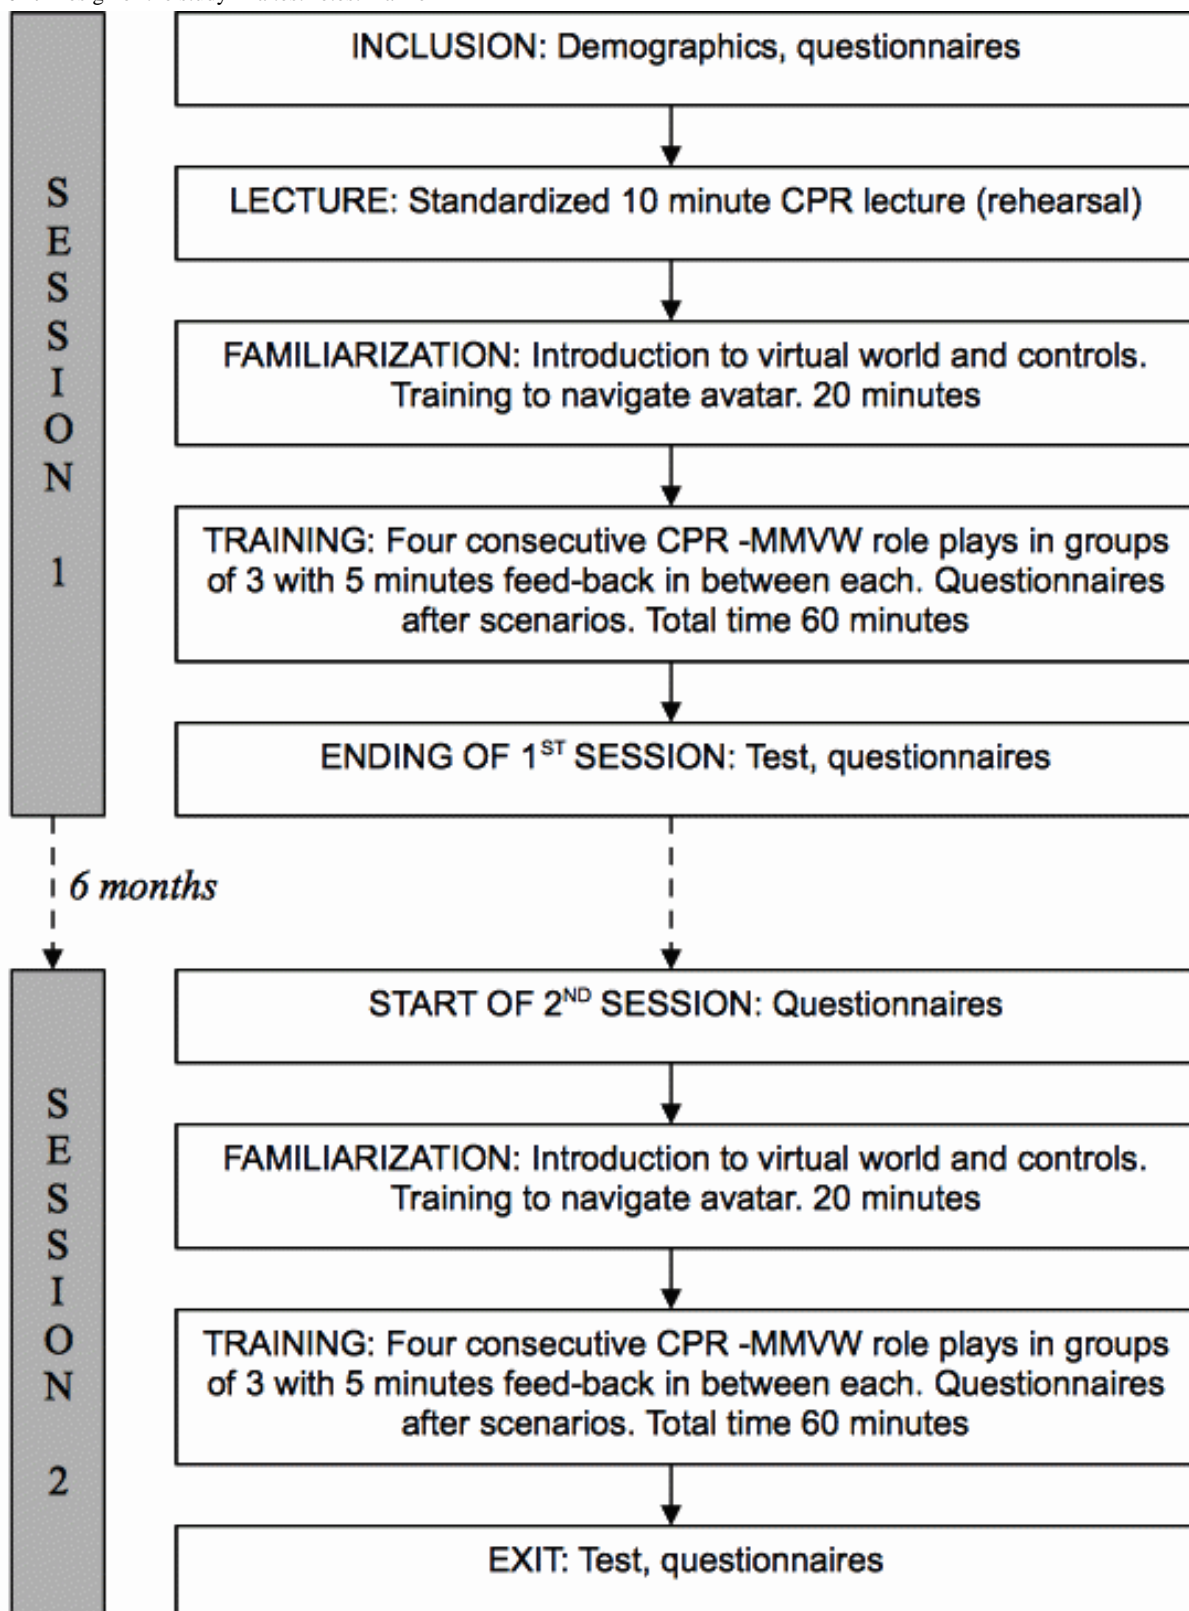 INCLUSION: Demographics, questionnaires
LECTURE: Standardized 10 minute CPR lecture (rehearsal)
FAMILIARIZATION: Introduction to virtual world and controls.
Training to navigate avatar. 20 minutes
TRAINING: Four consecutive CPR -MMVW role plays in groups
of 3 with 5 minutes feed-back in between each. Questionnaires
after scenarios. Total time 60 minutes
ENDING OF 1ST SESSION: Test, questionnaires
SESSION 1
6 months
START OF 2ND SESSION: Questionnaires
FAMILIARIZATION: Introduction to virtual world and controls.
Training to navigate avatar. 20 minutes
TRAINING: Four consecutive CPR -MMVW role plays in groups
of 3 with 5 minutes feed-back in between each. Questionnaires
after scenarios. Total time 60 minutes
EXIT: Test, questionnaires
SESSION 2